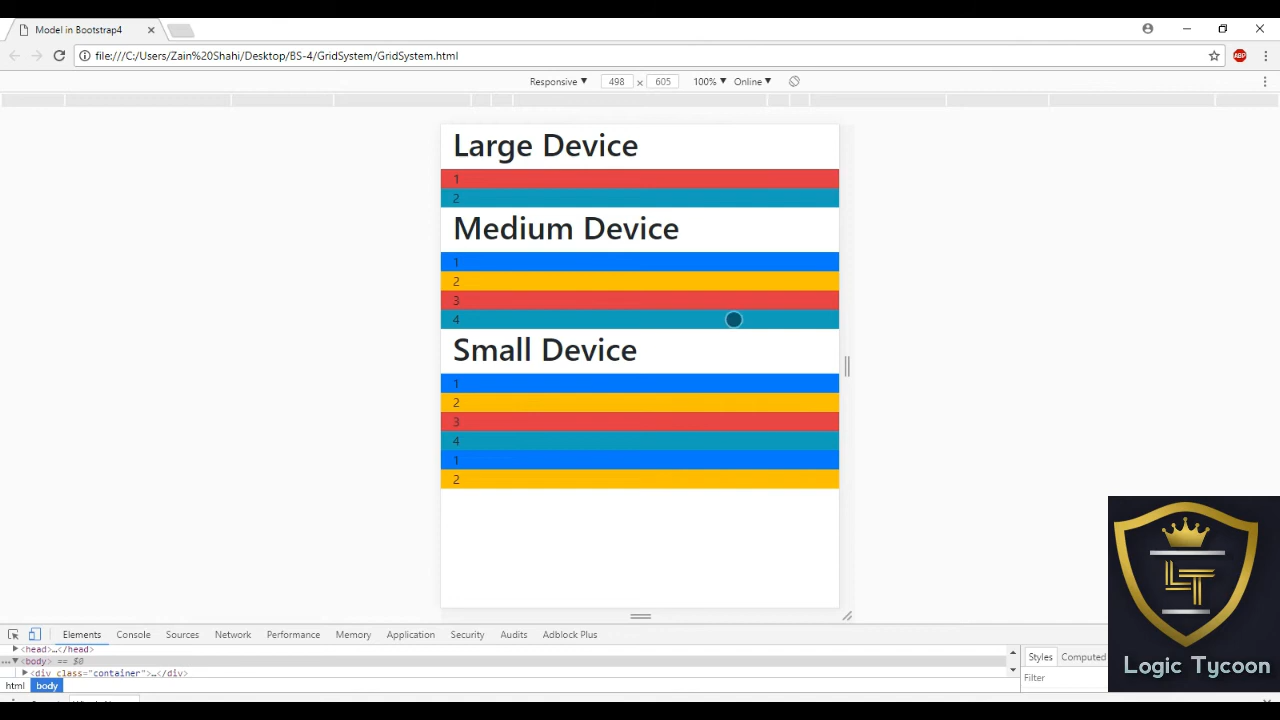 Model in Bootstrap4
file:///C:/Users/Zain%20Shahi/Desktop/BS-4/GridSystem/GridSystem.html
ABP
Responsive 498 × 605 100% Online
Large Device
1
2
Medium Device
1
2
3
4
Small Device
1
2
3
4
1
2
LT
Logic Tycoon
Elements Console Sources Network Performance Memory Application Security Audits Adblock Plus
<head>…</head>
…<body> == $0
<div class="container">…</div>
html body
Styles Computed
Filter